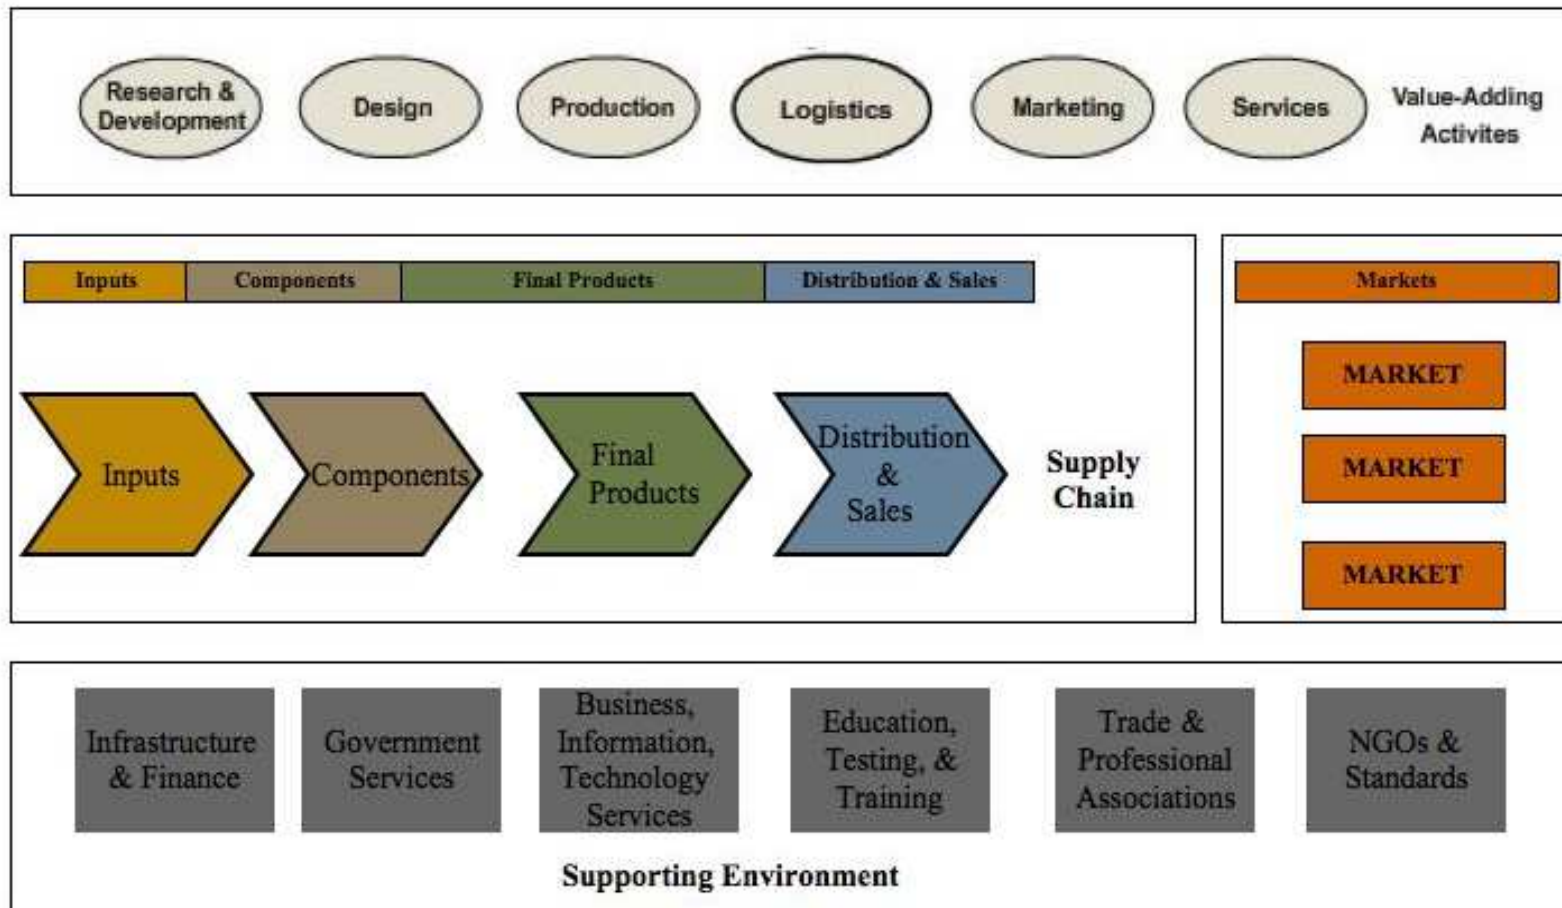 Research &
Development
Design
Production
Logistics
Marketing
Services
Value-Adding
Activites
Inputs
Components
Final Products
Distribution & Sales
Markets
Inputs
Components
Final
Products
Distribution
&
Sales
Supply
Chain
MARKET
MARKET
MARKET
Infrastructure
& Finance
Government
Services
Business,
Information,
Technology
Services
Education,
Testing, &
Training
Trade &
Professional
Associations
NGOs &
Standards
Supporting Environment